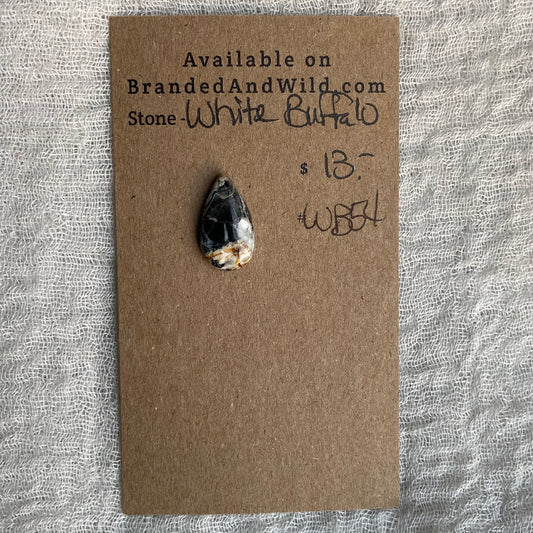 Available on
BrandedAndWild.com
Stone - White Buffalo
$ 13.-
#WB54